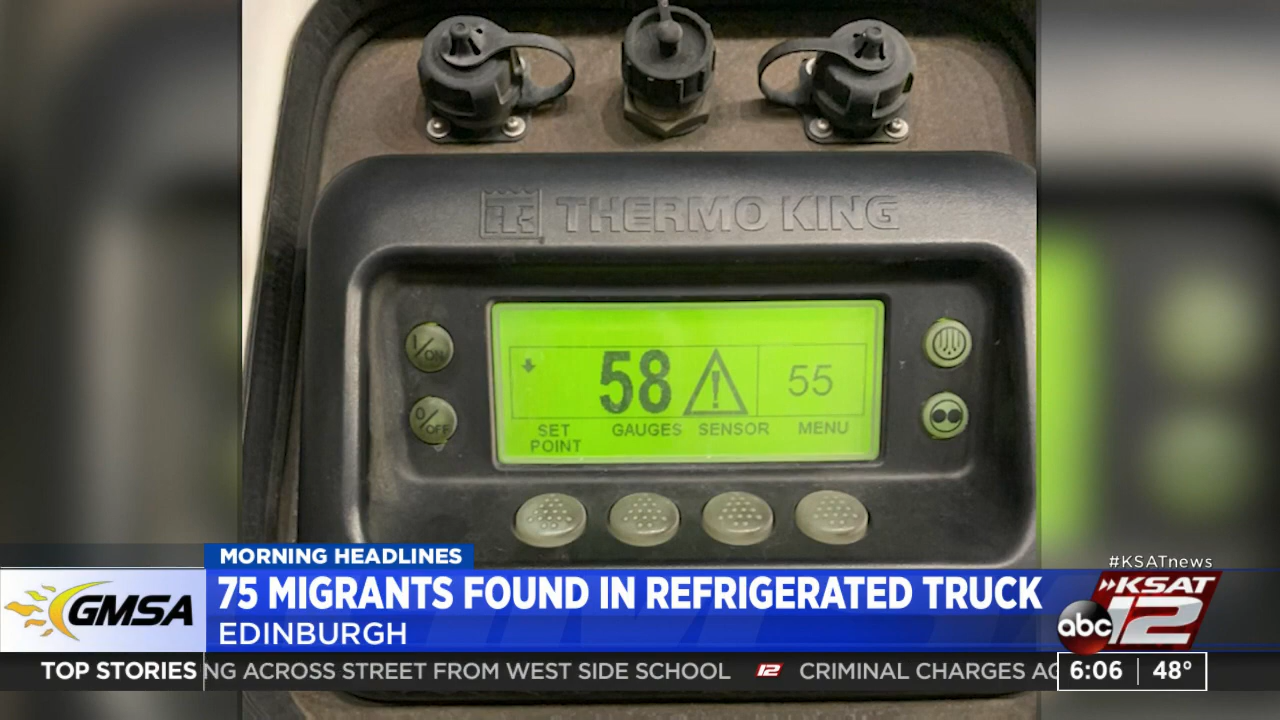 THERMO KING
I/ON
O/OFF
58
55
SET POINT
GAUGES
SENSOR
MENU
MORNING HEADLINES
#KSATnews
75 MIGRANTS FOUND IN REFRIGERATED TRUCK
GMSA
EDINBURGH
KSAT
abc 12
TOP STORIES
NG ACROSS STREET FROM WEST SIDE SCHOOL 12 CRIMINAL CHARGES AC
6:06 48°